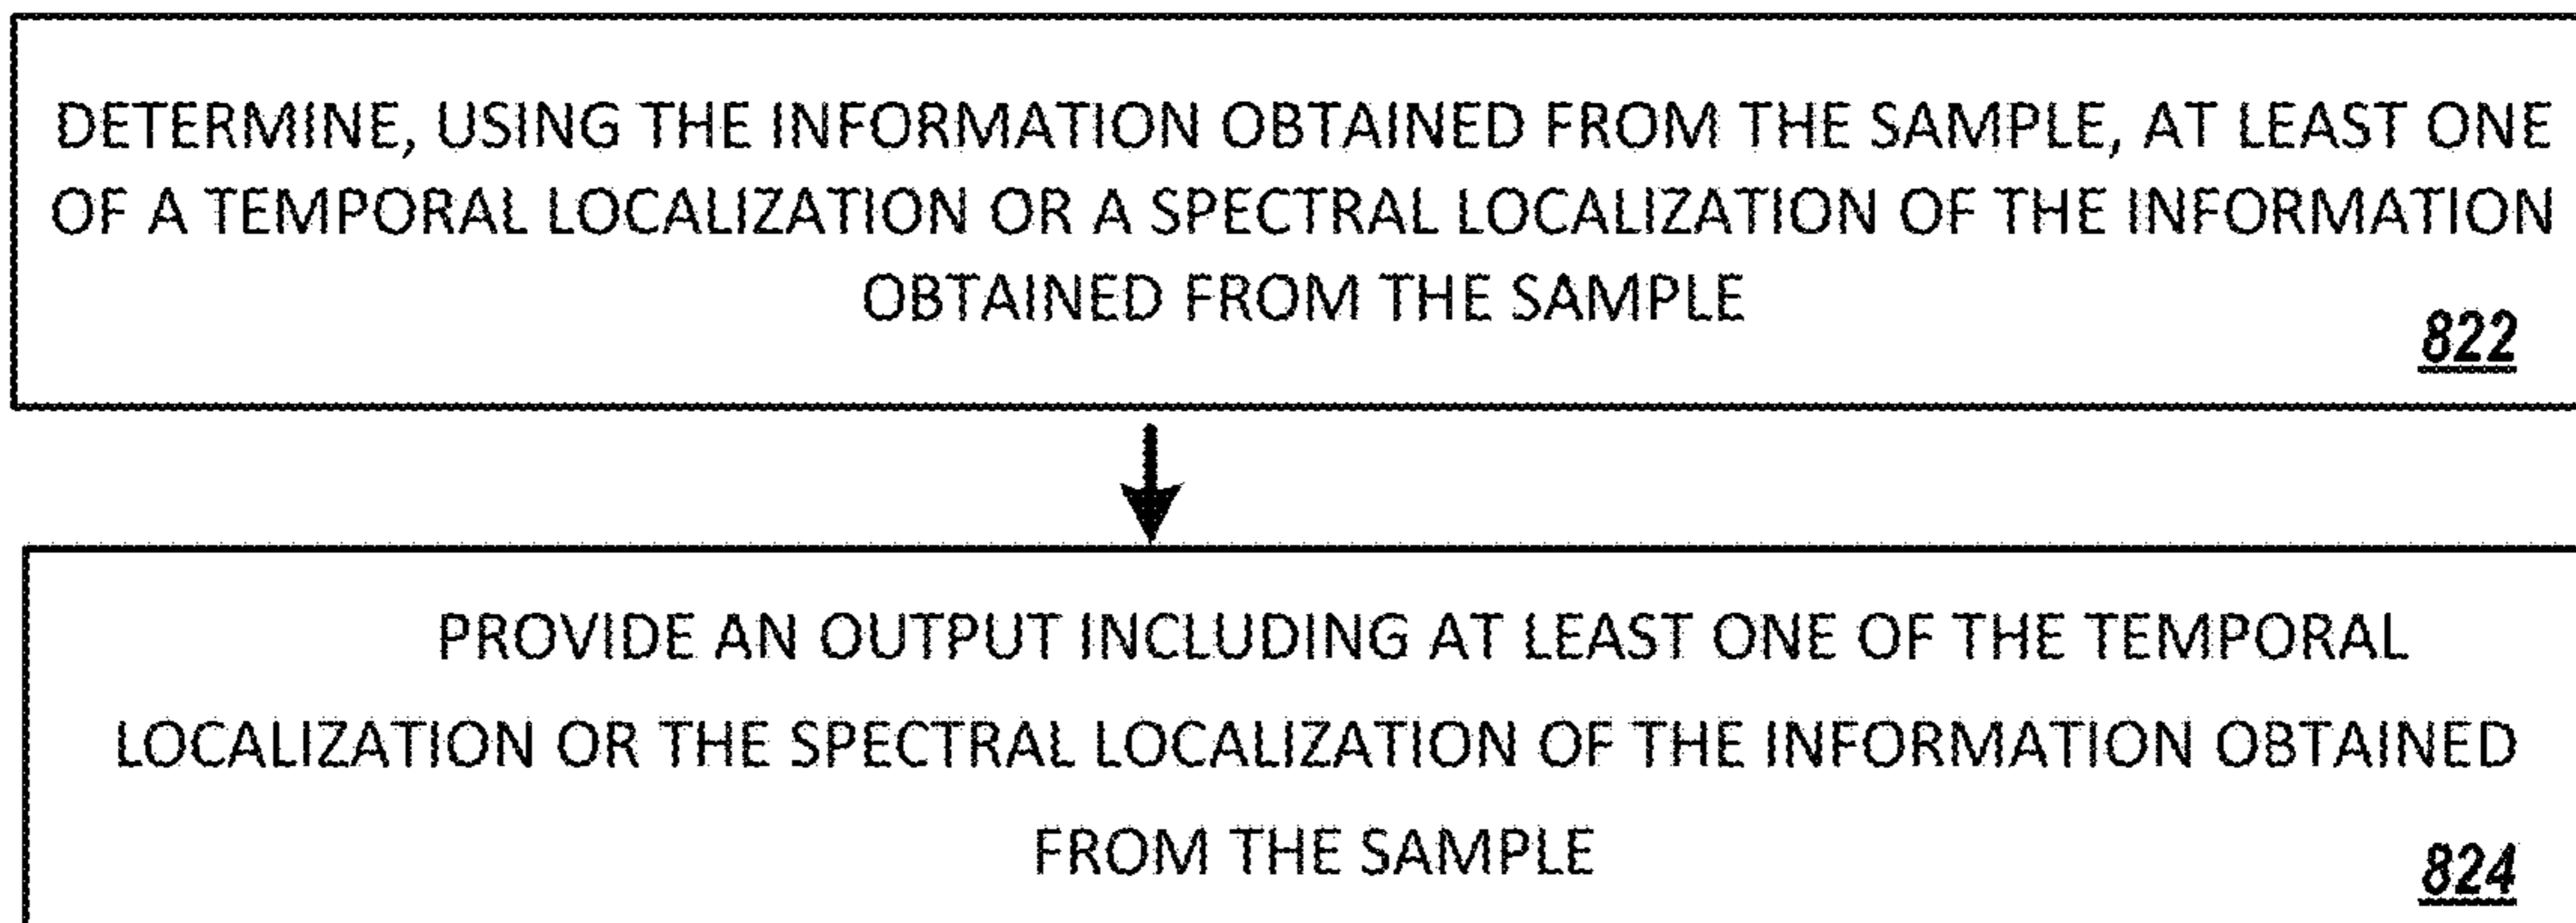 DETERMINE, USING THE INFORMATION OBTAINED FROM THE SAMPLE, AT LEAST ONE
OF A TEMPORAL LOCALIZATION OR A SPECTRAL LOCALIZATION OF THE INFORMATION
OBTAINED FROM THE SAMPLE
822
PROVIDE AN OUTPUT INCLUDING AT LEAST ONE OF THE TEMPORAL
LOCALIZATION OR THE SPECTRAL LOCALIZATION OF THE INFORMATION OBTAINED
FROM THE SAMPLE
824